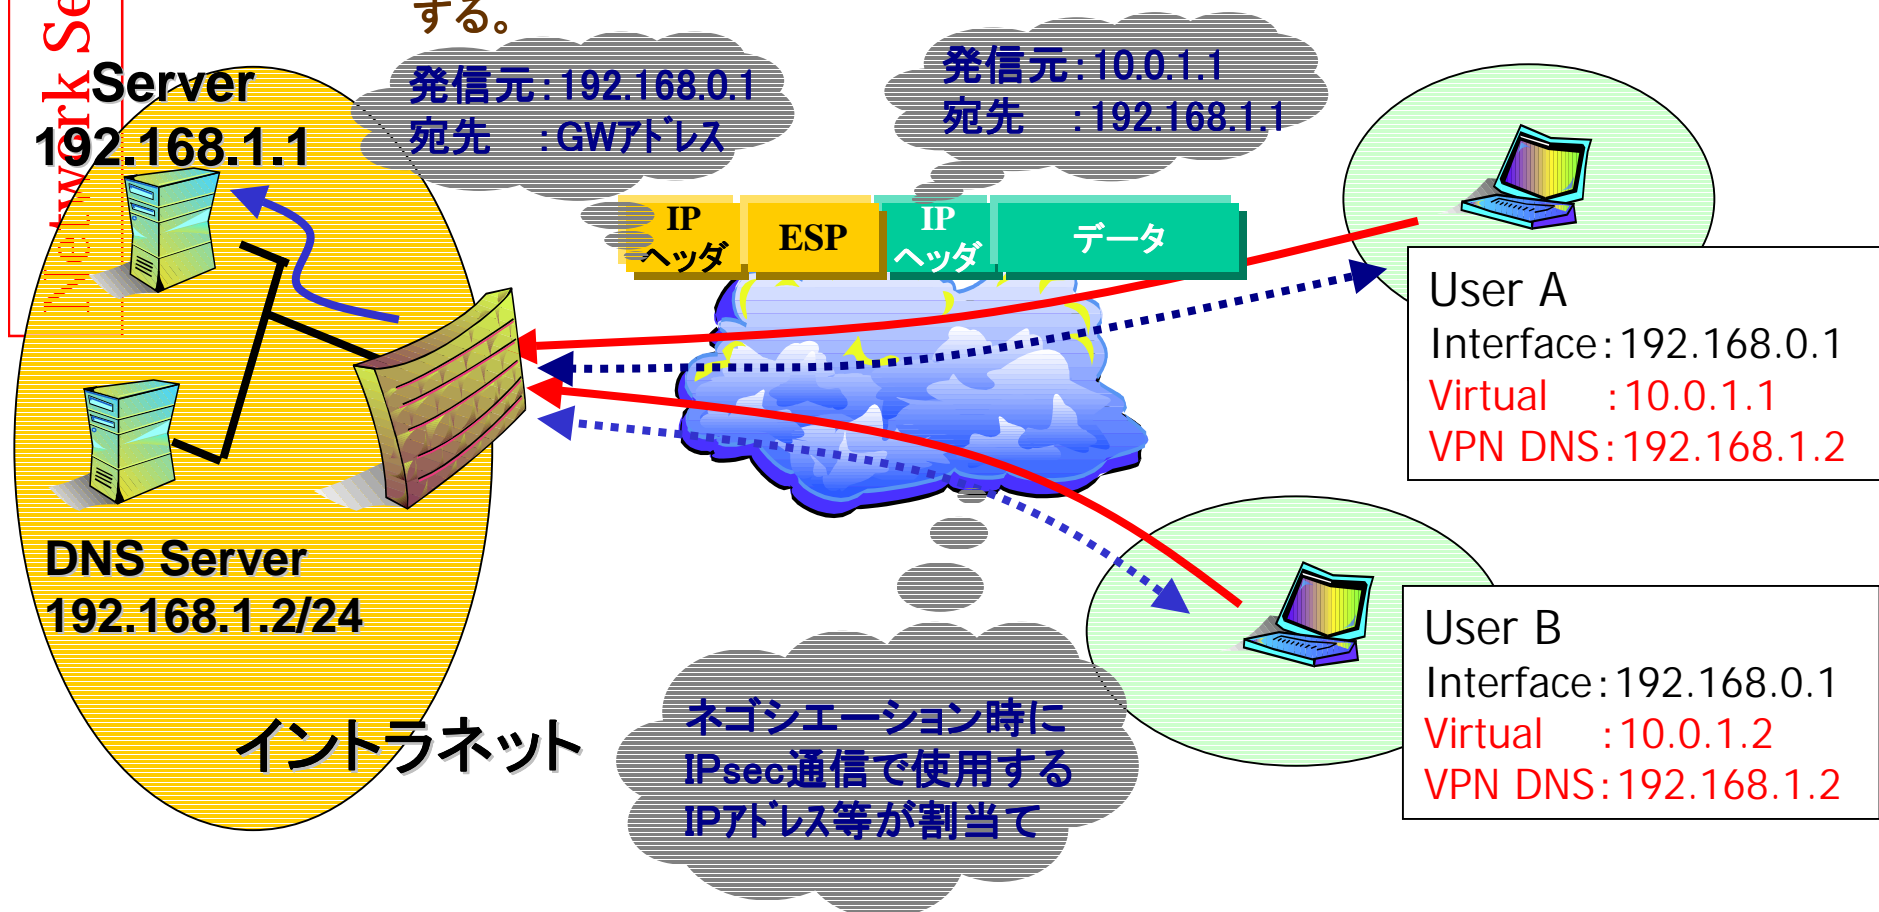 する。
Network Se
Server
192.168.1.1
発信元：192.168.0.1
宛先　：GWアドレス
発信元：10.0.1.1
宛先　：192.168.1.1
IP
ヘッダ
ESP
IP
ヘッダ
データ
User A
Interface：192.168.0.1
Virtual　：10.0.1.1
VPN DNS：192.168.1.2
DNS Server
192.168.1.2/24
イントラネット
ネゴシエーション時に
IPsec通信で使用する
IPアドレス等が割当て
User B
Interface：192.168.0.1
Virtual　：10.0.1.2
VPN DNS：192.168.1.2